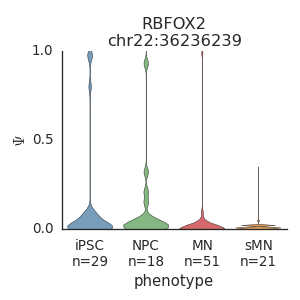 RBFOX2
chr22:36236239
1.0
0.5
0.0
Ψ
iPSC NPC MN sMN
n=29 n=18 n=51 n=21
phenotype